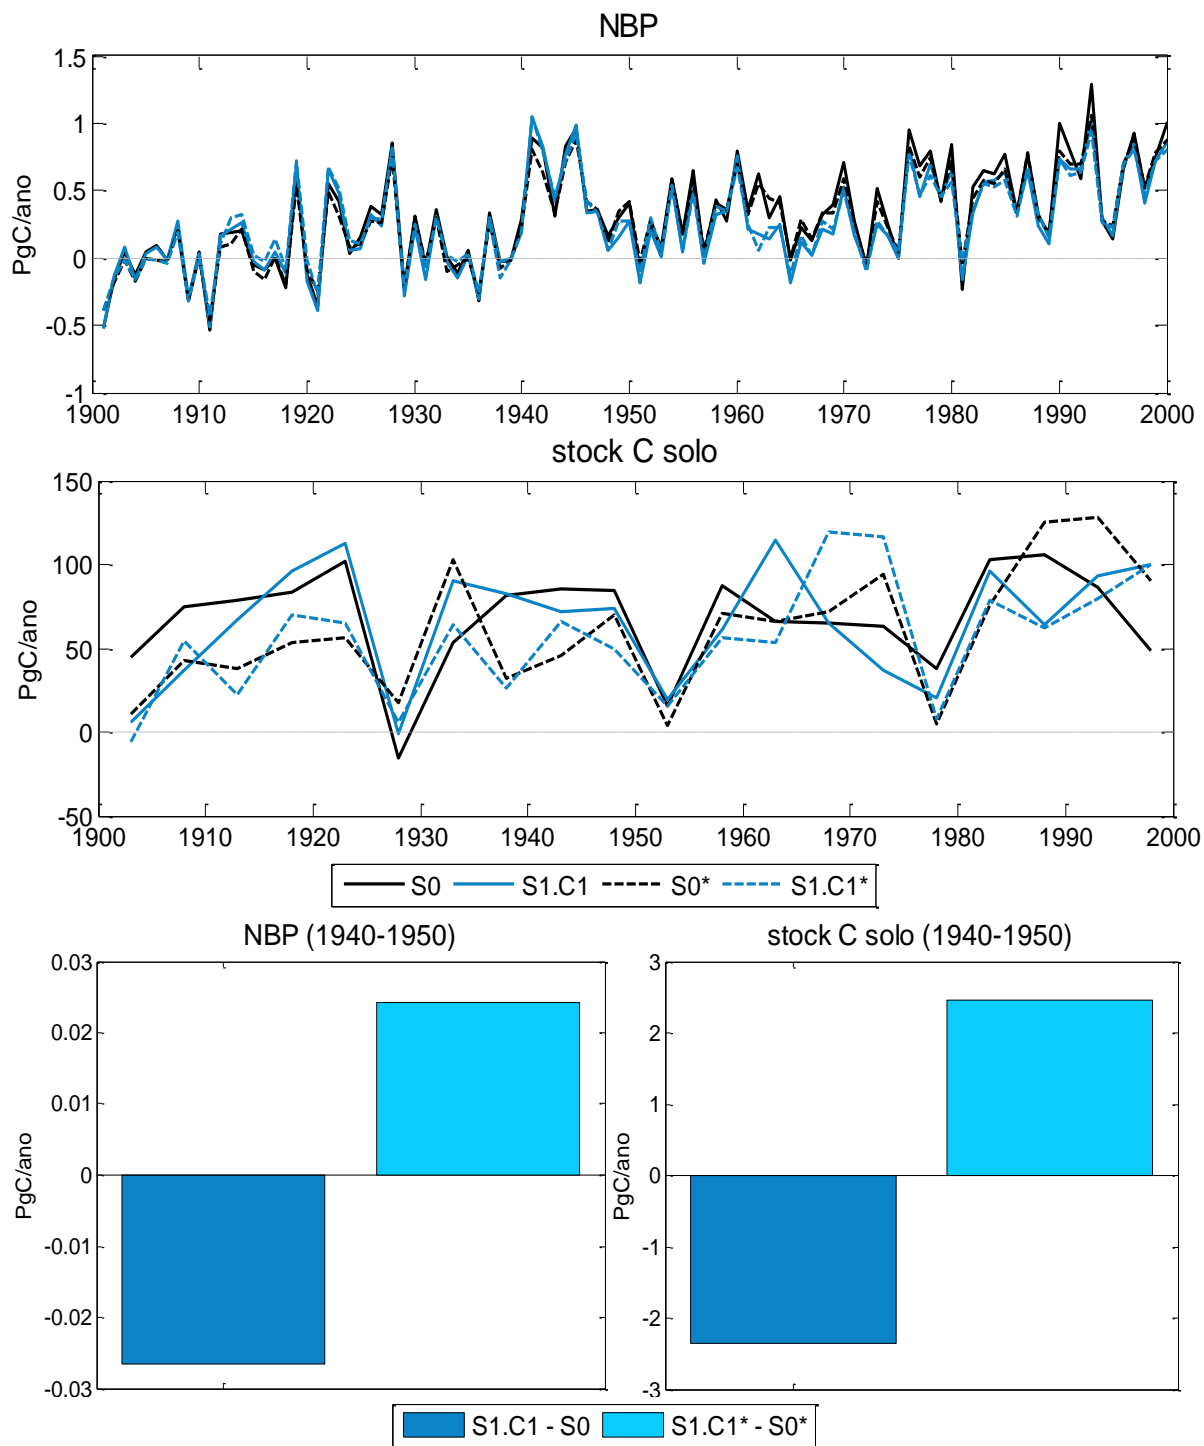 NBP
1.5
1
0.5
0
-0.5
-1
PgC/ano
1900 1910 1920 1930 1940 1950 1960 1970 1980 1990 2000
stock C solo
150
100
50
0
-50
PgC/ano
1900 1910 1920 1930 1940 1950 1960 1970 1980 1990 2000
S0 S1.C1 S0* S1.C1*
NBP (1940-1950)
0.03
0.02
0.01
0
-0.01
-0.02
-0.03
PgC/ano
stock C solo (1940-1950)
3
2
1
0
-1
-2
-3
PgC/ano
S1.C1 - S0 S1.C1* - S0*